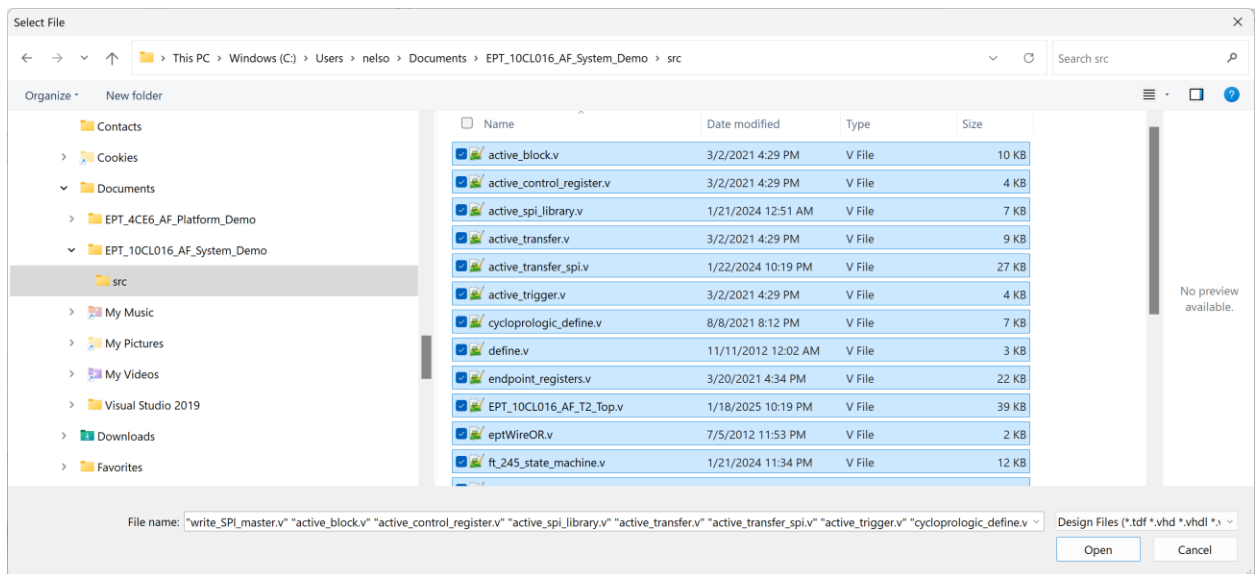 Select File
This PC > Windows (C:) > Users > nelso > Documents > EPT_10CL016_AF_System_Demo > src
Search src
Organize
New folder
Contacts
Cookies
Documents
EPT_4CE6_AF_Platform_Demo
EPT_10CL016_AF_System_Demo
src
My Music
My Pictures
My Videos
Visual Studio 2019
Downloads
Favorites
Name Date modified Type Size
active_block.v 3/2/2021 4:29 PM V File 10 KB
active_control_register.v 3/2/2021 4:29 PM V File 4 KB
active_spi_library.v 1/21/2024 12:51 AM V File 7 KB
active_transfer.v 3/2/2021 4:29 PM V File 9 KB
active_transfer_spi.v 1/22/2024 10:19 PM V File 27 KB
active_trigger.v 3/2/2021 4:29 PM V File 4 KB
cycloprologic_define.v 8/8/2021 8:12 PM V File 7 KB
define.v 11/11/2012 12:02 AM V File 3 KB
endpoint_registers.v 3/20/2021 4:34 PM V File 22 KB
EPT_10CL016_AF_T2_Top.v 1/18/2025 10:19 PM V File 39 KB
eptWireOR.v 7/5/2012 11:53 PM V File 2 KB
ft_245_state_machine.v 1/21/2024 11:34 PM V File 12 KB
No preview
available.
File name: "write_SPI_master.v" "active_block.v" "active_control_register.v" "active_spi_library.v" "active_transfer.v" "active_transfer_spi.v" "active_trigger.v" "cycloprologic_define.v
Design Files (*.tdf *.vhd *.vhdl *.v
Open
Cancel